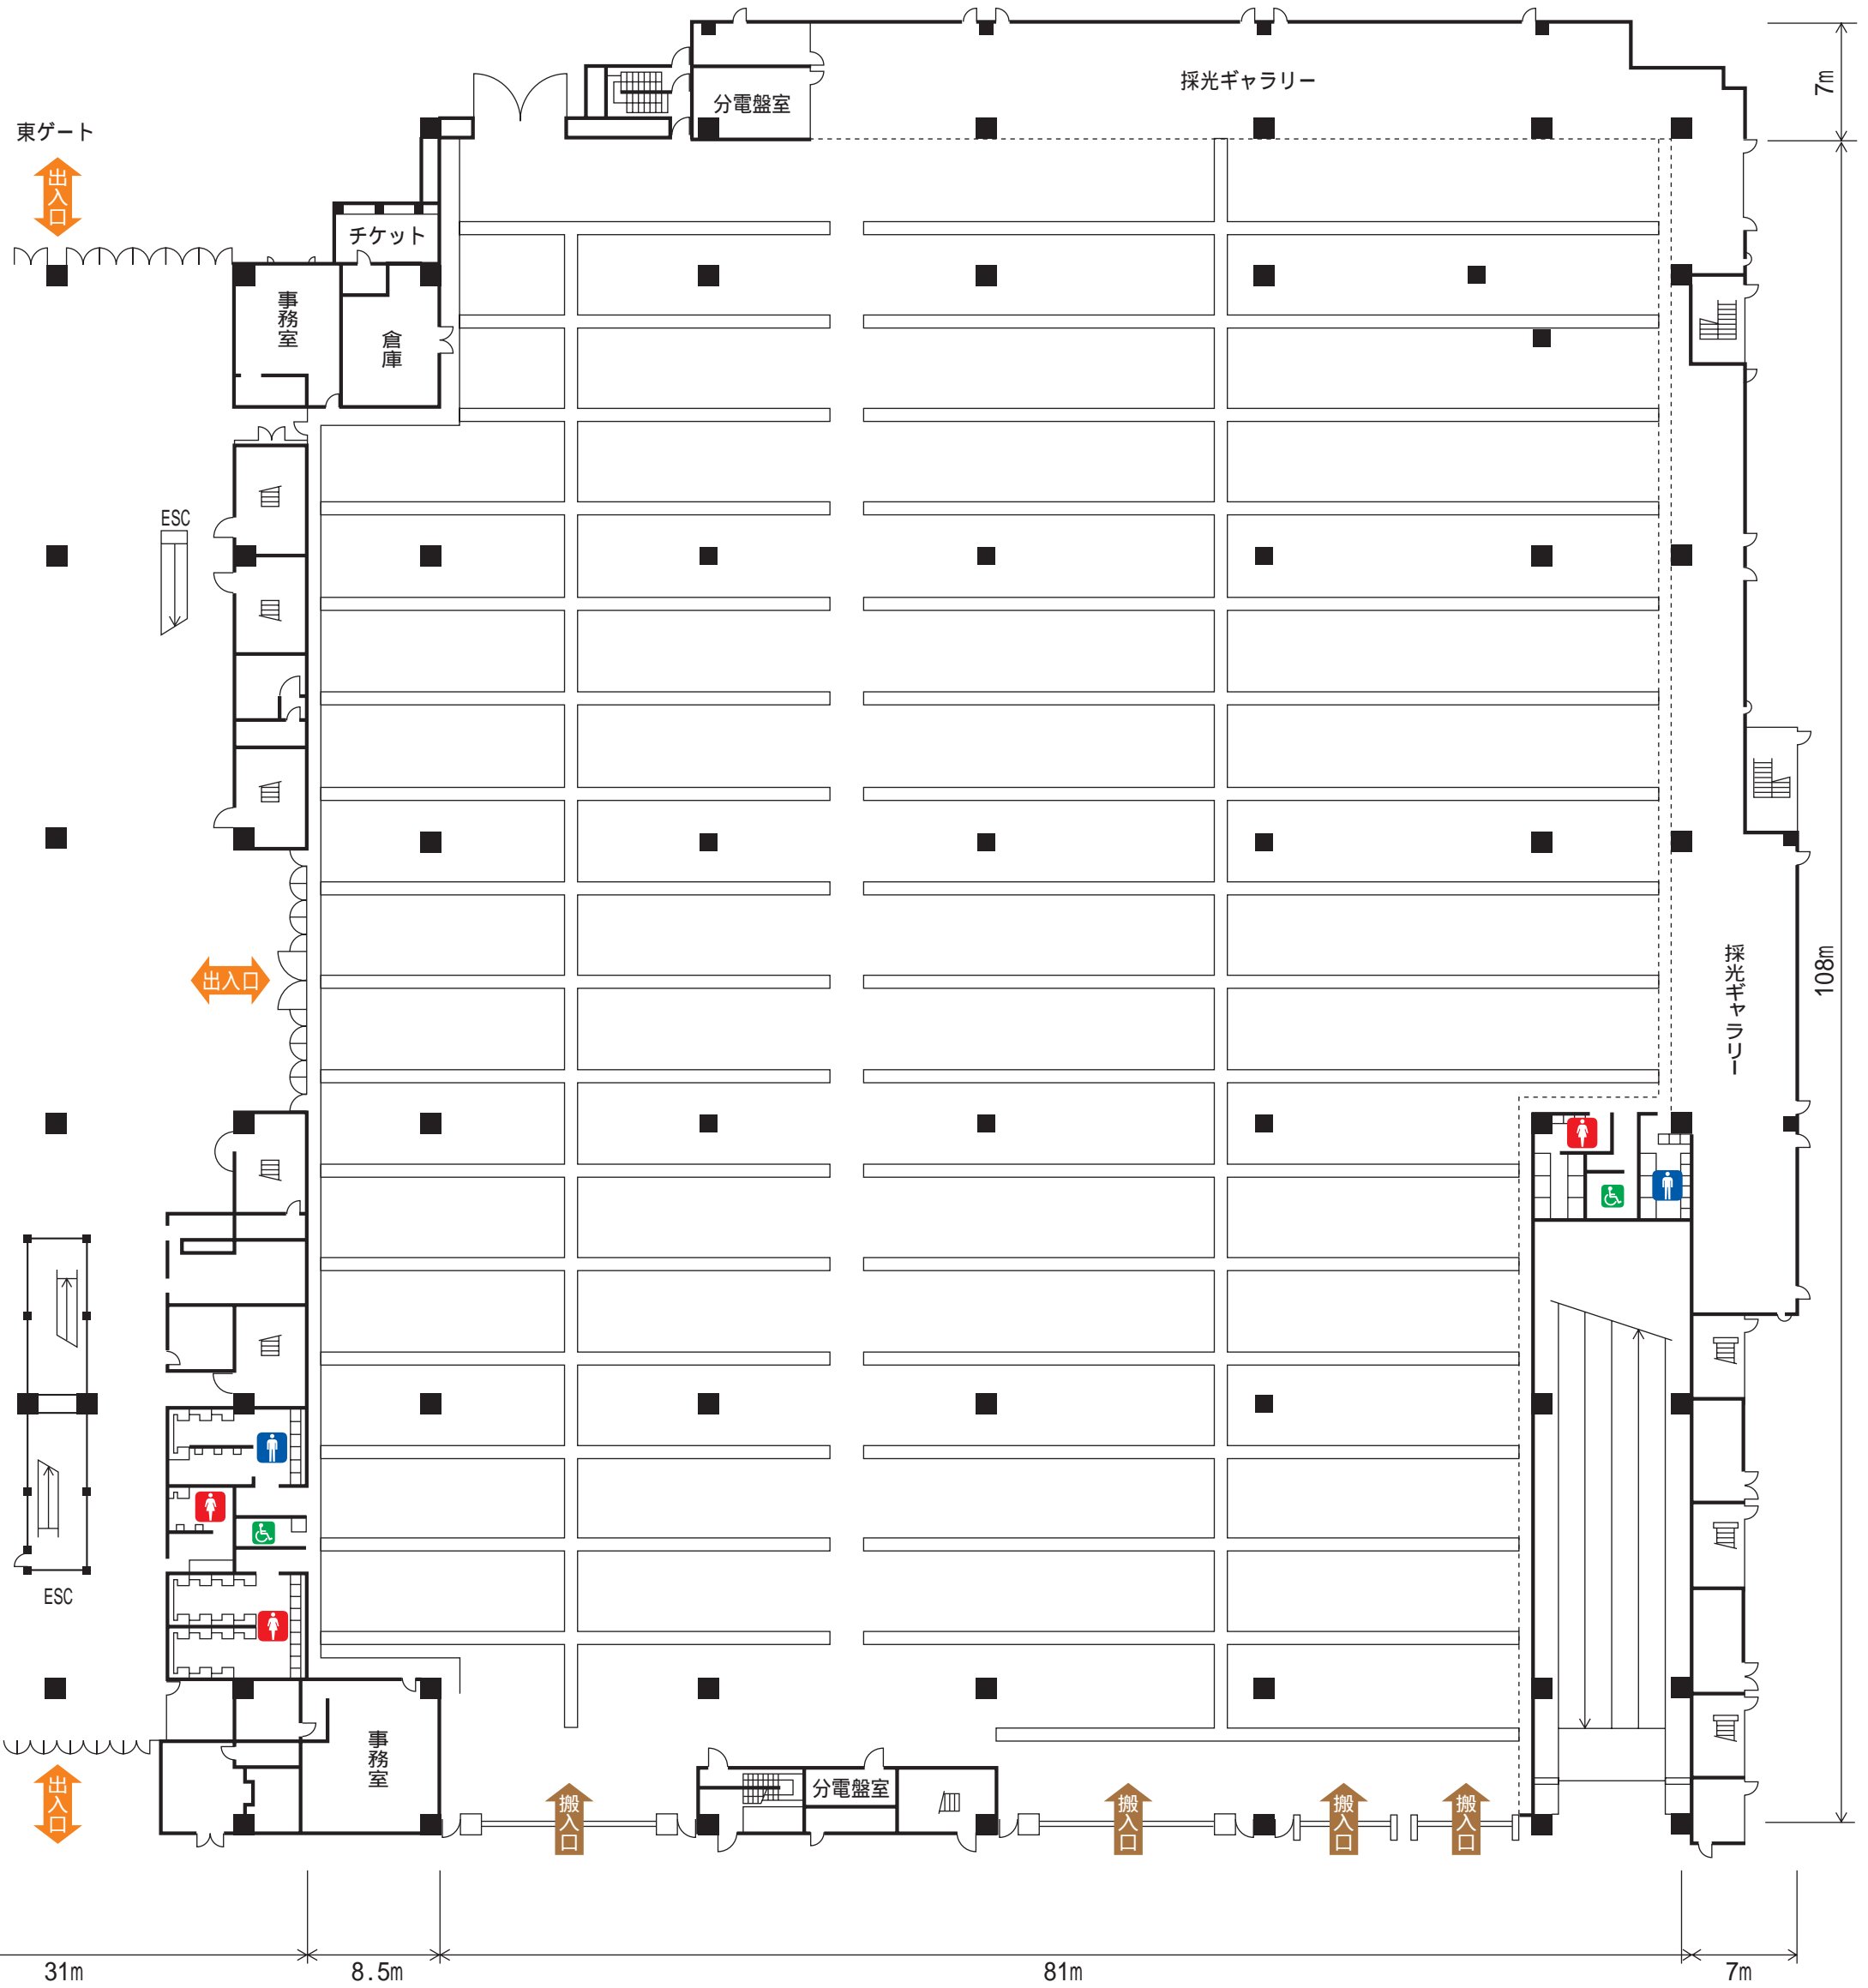 採光ギャラリー
7m
分電盤室
東ゲート
出入口
チケット
事務室
倉庫
ESC
出入口
採光ギャラリー
108m
ESC
事務室
出入口
分電盤室
搬入口
搬入口
搬入口
搬入口
31m
8.5m
81m
7m